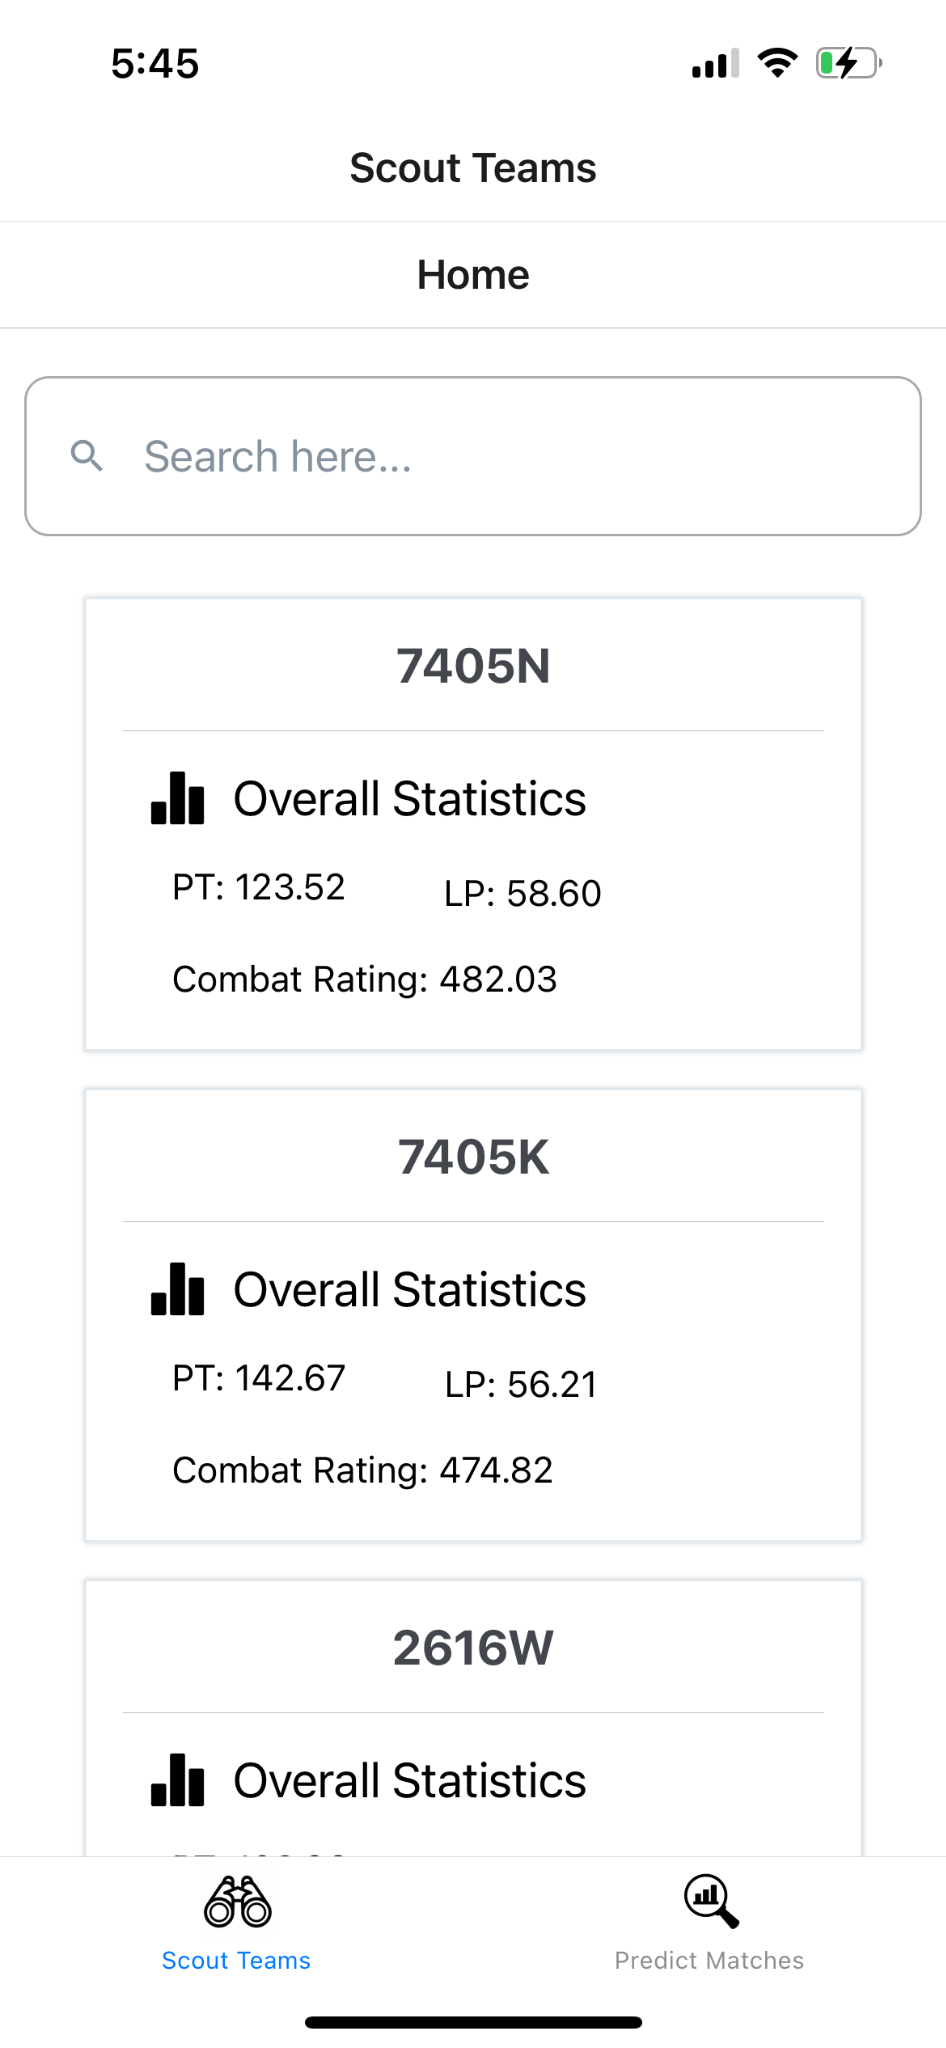 5:45
Scout Teams
Home
Search here...
7405N
Overall Statistics
PT: 123.52 LP: 58.60
Combat Rating: 482.03
7405K
Overall Statistics
PT: 142.67 LP: 56.21
Combat Rating: 474.82
2616W
Overall Statistics
Scout Teams Predict Matches